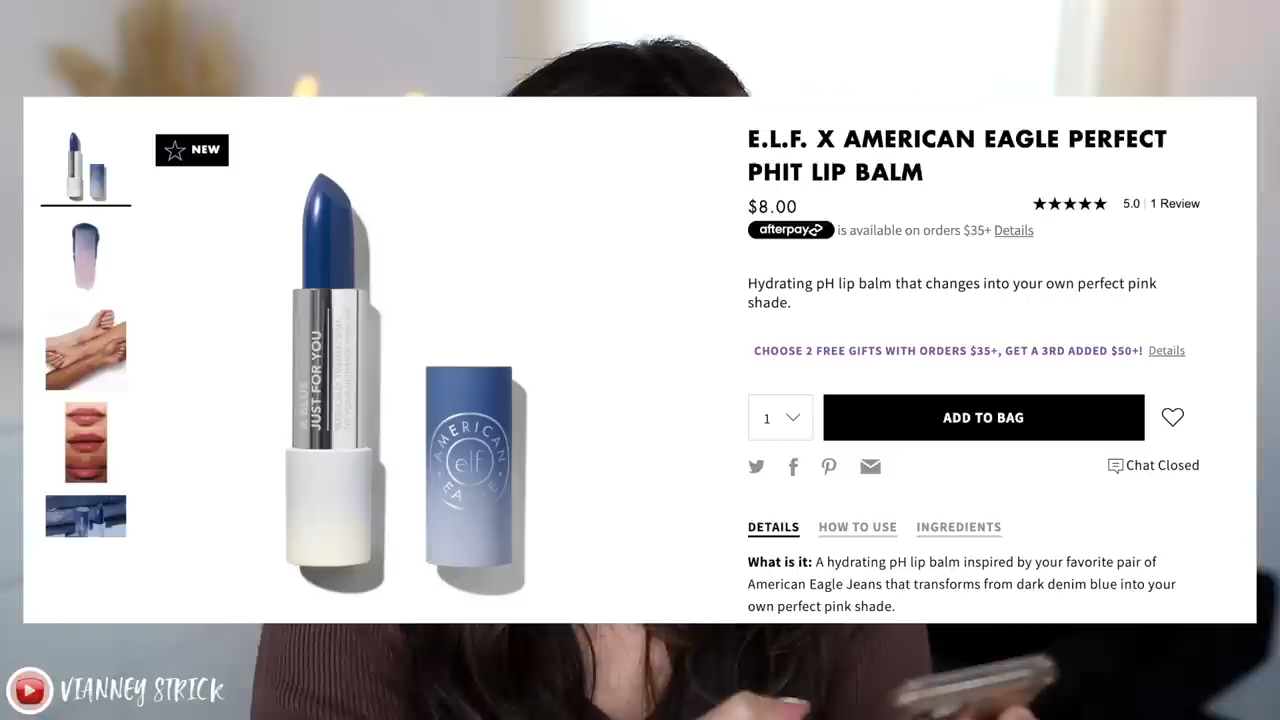 NEW
A BLUE
JUST FOR YOU
AMERICAN
elf
E.L.F. X AMERICAN EAGLE PERFECT
PHIT LIP BALM
$8.00
5.0 | 1 Review
afterpay is available on orders $35+ Details
Hydrating pH lip balm that changes into your own perfect pink
shade.
CHOOSE 2 FREE GIFTS WITH ORDERS $35+, GET A 3RD ADDED $50+! Details
1
ADD TO BAG
Chat Closed
DETAILS HOW TO USE INGREDIENTS
What is it: A hydrating pH lip balm inspired by your favorite pair of
American Eagle Jeans that transforms from dark denim blue into your
own perfect pink shade.
VIANNEY STRICK